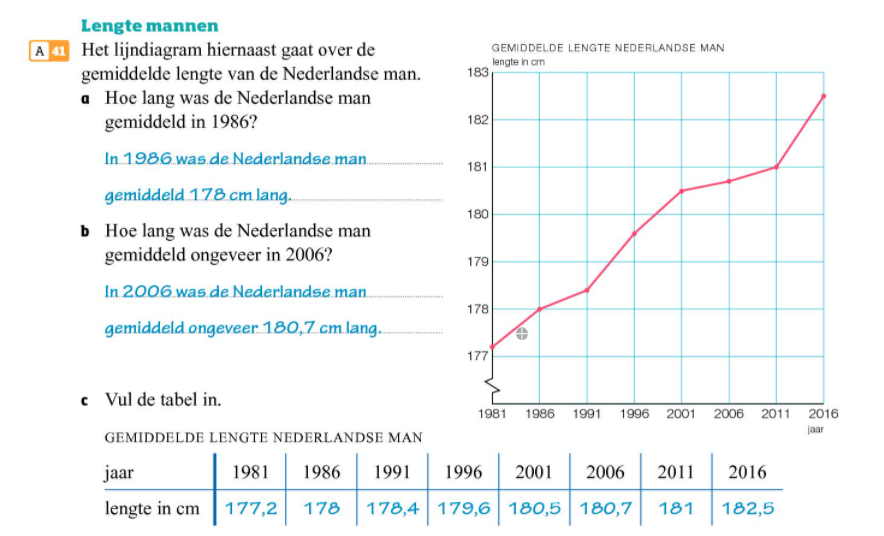 Lengte mannen
A 41 Het lijndiagram hiernaast gaat over de
gemiddelde lengte van de Nederlandse man.
a Hoe lang was de Nederlandse man
gemiddeld in 1986?
In 1986 was de Nederlandse man
gemiddeld 178 cm lang.
b Hoe lang was de Nederlandse man
gemiddeld ongeveer in 2006?
In 2006 was de Nederlandse man
gemiddeld ongeveer 180,7 cm lang.
GEMIDDELDE LENGTE NEDERLANDSE MAN
lengte in cm
183
182
181
180
179
178
177
1981 1986 1991 1996 2001 2006 2011 2016
jaar
c Vul de tabel in.
GEMIDDELDE LENGTE NEDERLANDSE MAN
jaar 1981 1986 1991 1996 2001 2006 2011 2016
lengte in cm 177,2 178 178,4 179,6 180,5 180,7 181 182,5